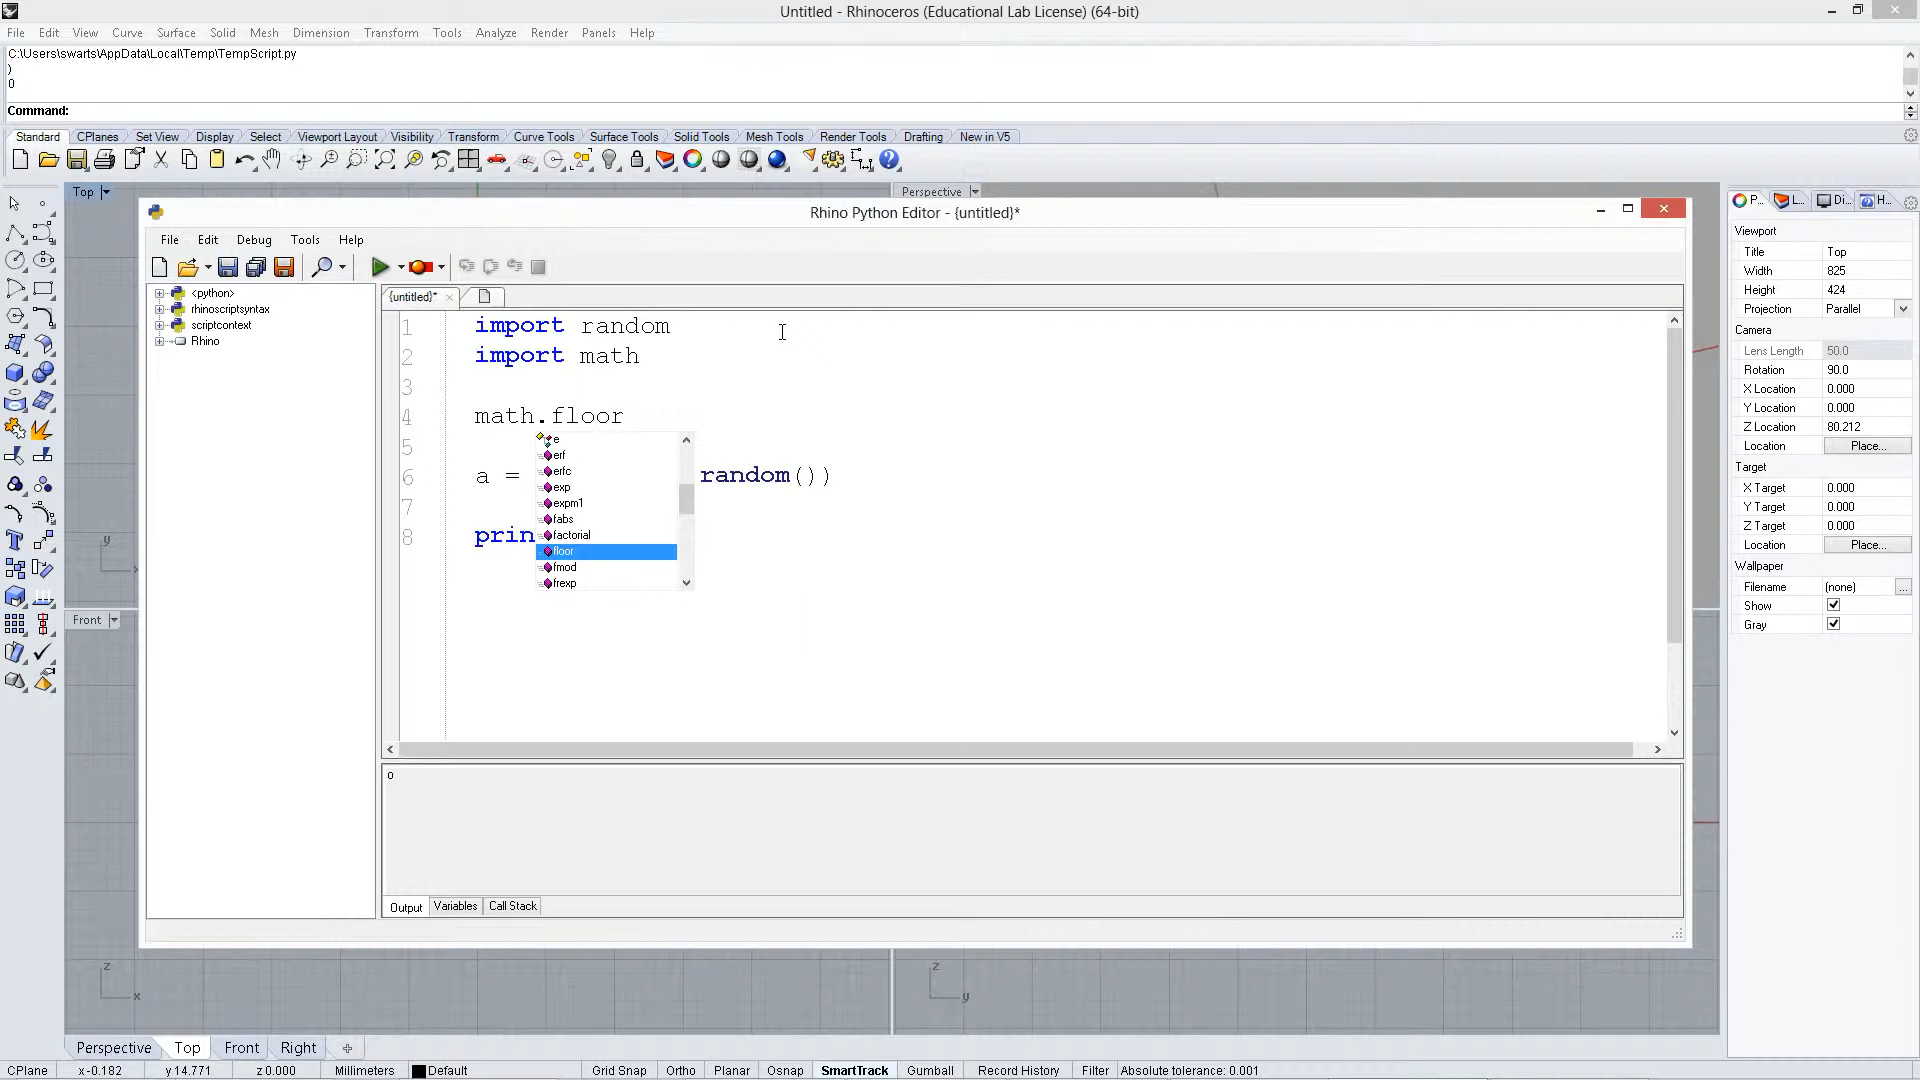 Untitled - Rhinoceros (Educational Lab License) (64-bit)
File Edit View Curve Surface Solid Mesh Dimension Transform Tools Analyze Render Panels Help
C:\Users\swarts\AppData\Local\Temp\TempScript.py
)
0
Command:
Standard CPlanes Set View Display Select Viewport Layout Visibility Transform Curve Tools Surface Tools Solid Tools Mesh Tools Render Tools Drafting New in V5
Top
Perspective
P... L... Di... H...
Rhino Python Editor - {untitled}*
File Edit Debug Tools Help
<python>
rhinoscriptsyntax
scriptcontext
Rhino
{untitled}*
1 import random
2 import math
3
4 math.floor
5
6 a = random())
7
8 prin
e
erf
erfc
exp
expm1
fabs
factorial
floor
fmod
frexp
0
Output Variables Call Stack
Viewport
Title Top
Width 825
Height 424
Projection Parallel
Camera
Lens Length 50.0
Rotation 90.0
X Location 0.000
Y Location 0.000
Z Location 80.212
Location Place...
Target
X Target 0.000
Y Target 0.000
Z Target 0.000
Location Place...
Wallpaper
Filename (none) ...
Show
Gray
y
x
Front
z
x
z
y
Perspective Top Front Right
CPlane x -0.182 y 14.771 z 0.000 Millimeters Default Grid Snap Ortho Planar Osnap SmartTrack Gumball Record History Filter Absolute tolerance: 0.001